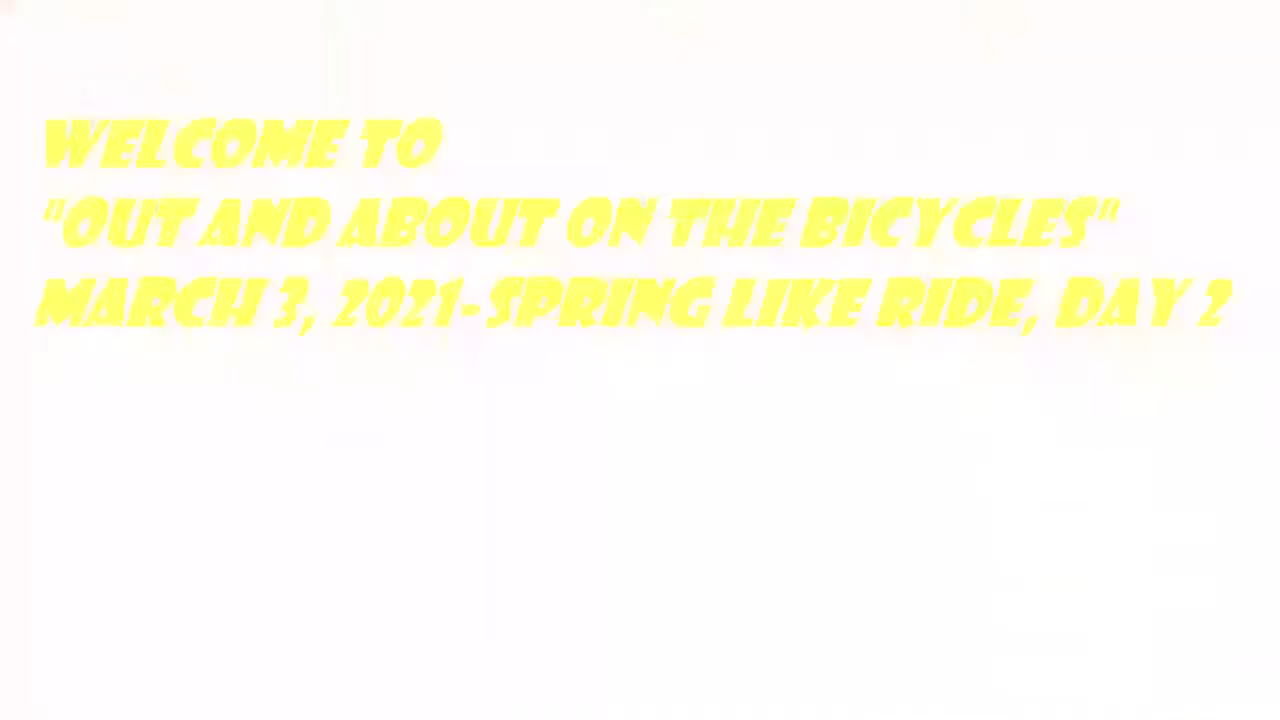 WELCOME TO
"OUT AND ABOUT ON THE BICYCLES"
MARCH 3, 2021-SPRING LIKE RIDE, DAY 2